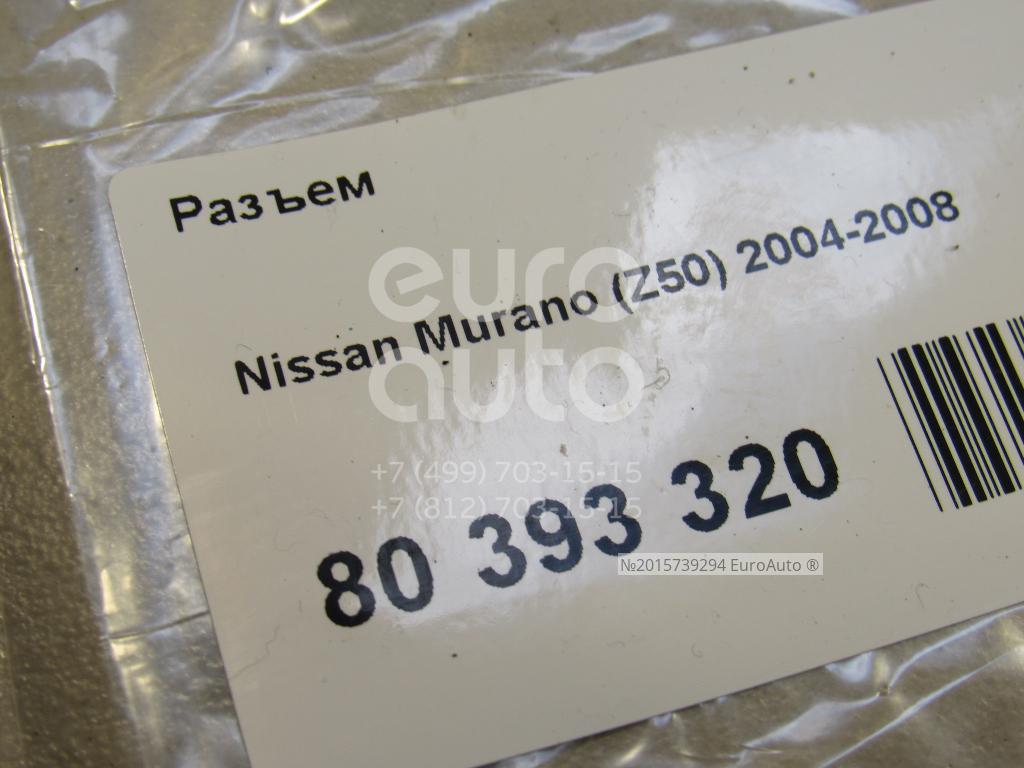 Разъем
Nissan Murano (Z50) 2004-2008
euro
auto
+7 (499) 703-15-15
+7 (812) 703-15-15
80 393 320
№2015739294 EuroAuto ®